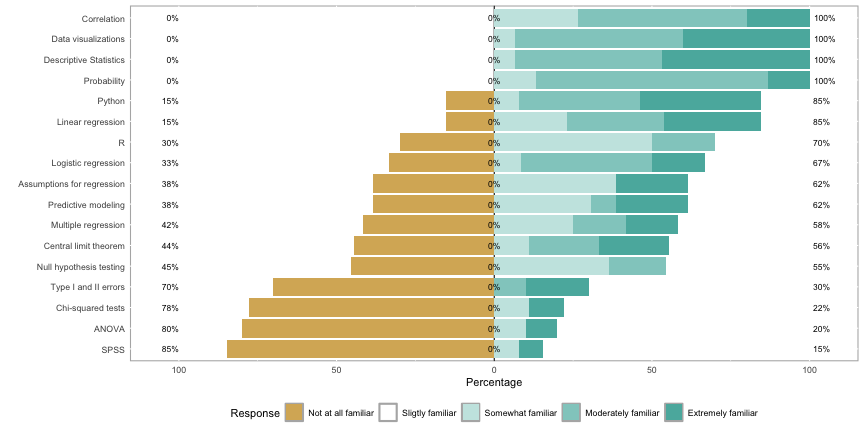 Correlation 0% 0% 100%
Data visualizations 0% 0% 100%
Descriptive Statistics 0% 0% 100%
Probability 0% 0% 100%
Python 15% 0% 85%
Linear regression 15% 0% 85%
R 30% 0% 70%
Logistic regression 33% 0% 67%
Assumptions for regression 38% 0% 62%
Predictive modeling 38% 0% 62%
Multiple regression 42% 0% 58%
Central limit theorem 44% 0% 56%
Null hypothesis testing 45% 0% 55%
Type I and II errors 70% 0% 30%
Chi-squared tests 78% 0% 22%
ANOVA 80% 0% 20%
SPSS 85% 0% 15%
100 50 0 50 100
Percentage
Response Not at all familiar Sligtly familiar Somewhat familiar Moderately familiar Extremely familiar